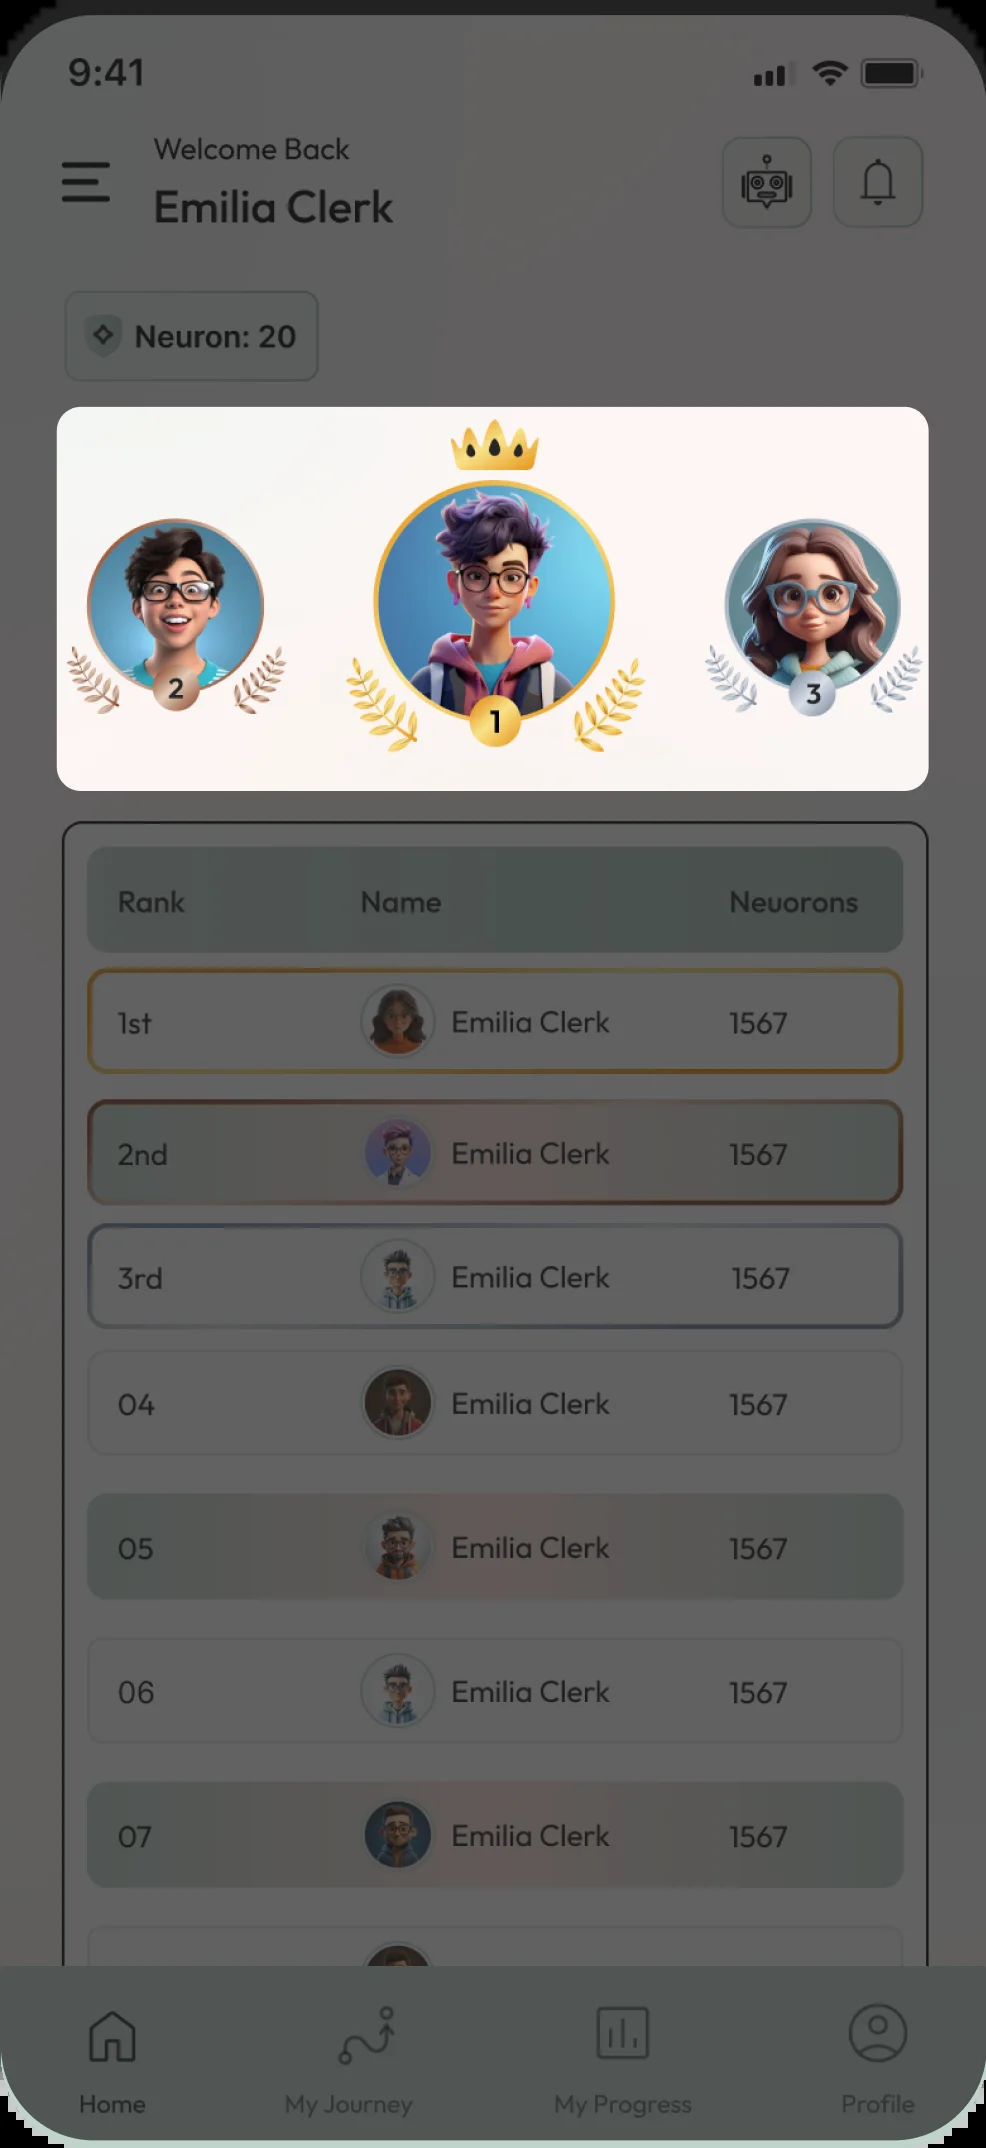 9:41
Welcome Back
Emilia Clerk
Neuron: 20
2
1
3
Rank Name Neuorons
1st Emilia Clerk 1567
2nd Emilia Clerk 1567
3rd Emilia Clerk 1567
04 Emilia Clerk 1567
05 Emilia Clerk 1567
06 Emilia Clerk 1567
07 Emilia Clerk 1567
Home My Journey My Progress Profile